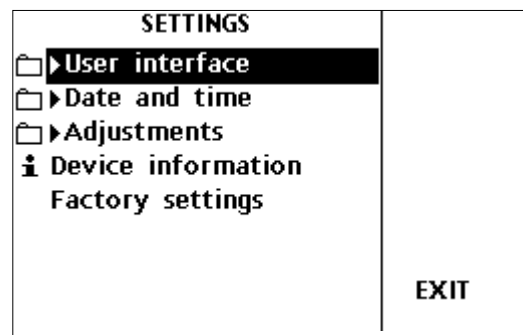 SETTINGS
User interface
Date and time
Adjustments
Device information
Factory settings
EXIT